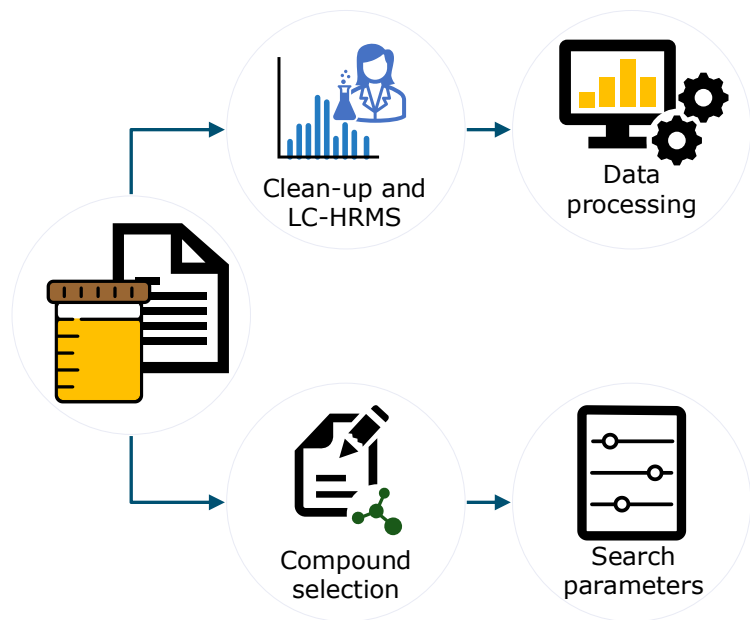 Clean-up and
LC-HRMS
Data
processing
Compound
selection
Search
parameters